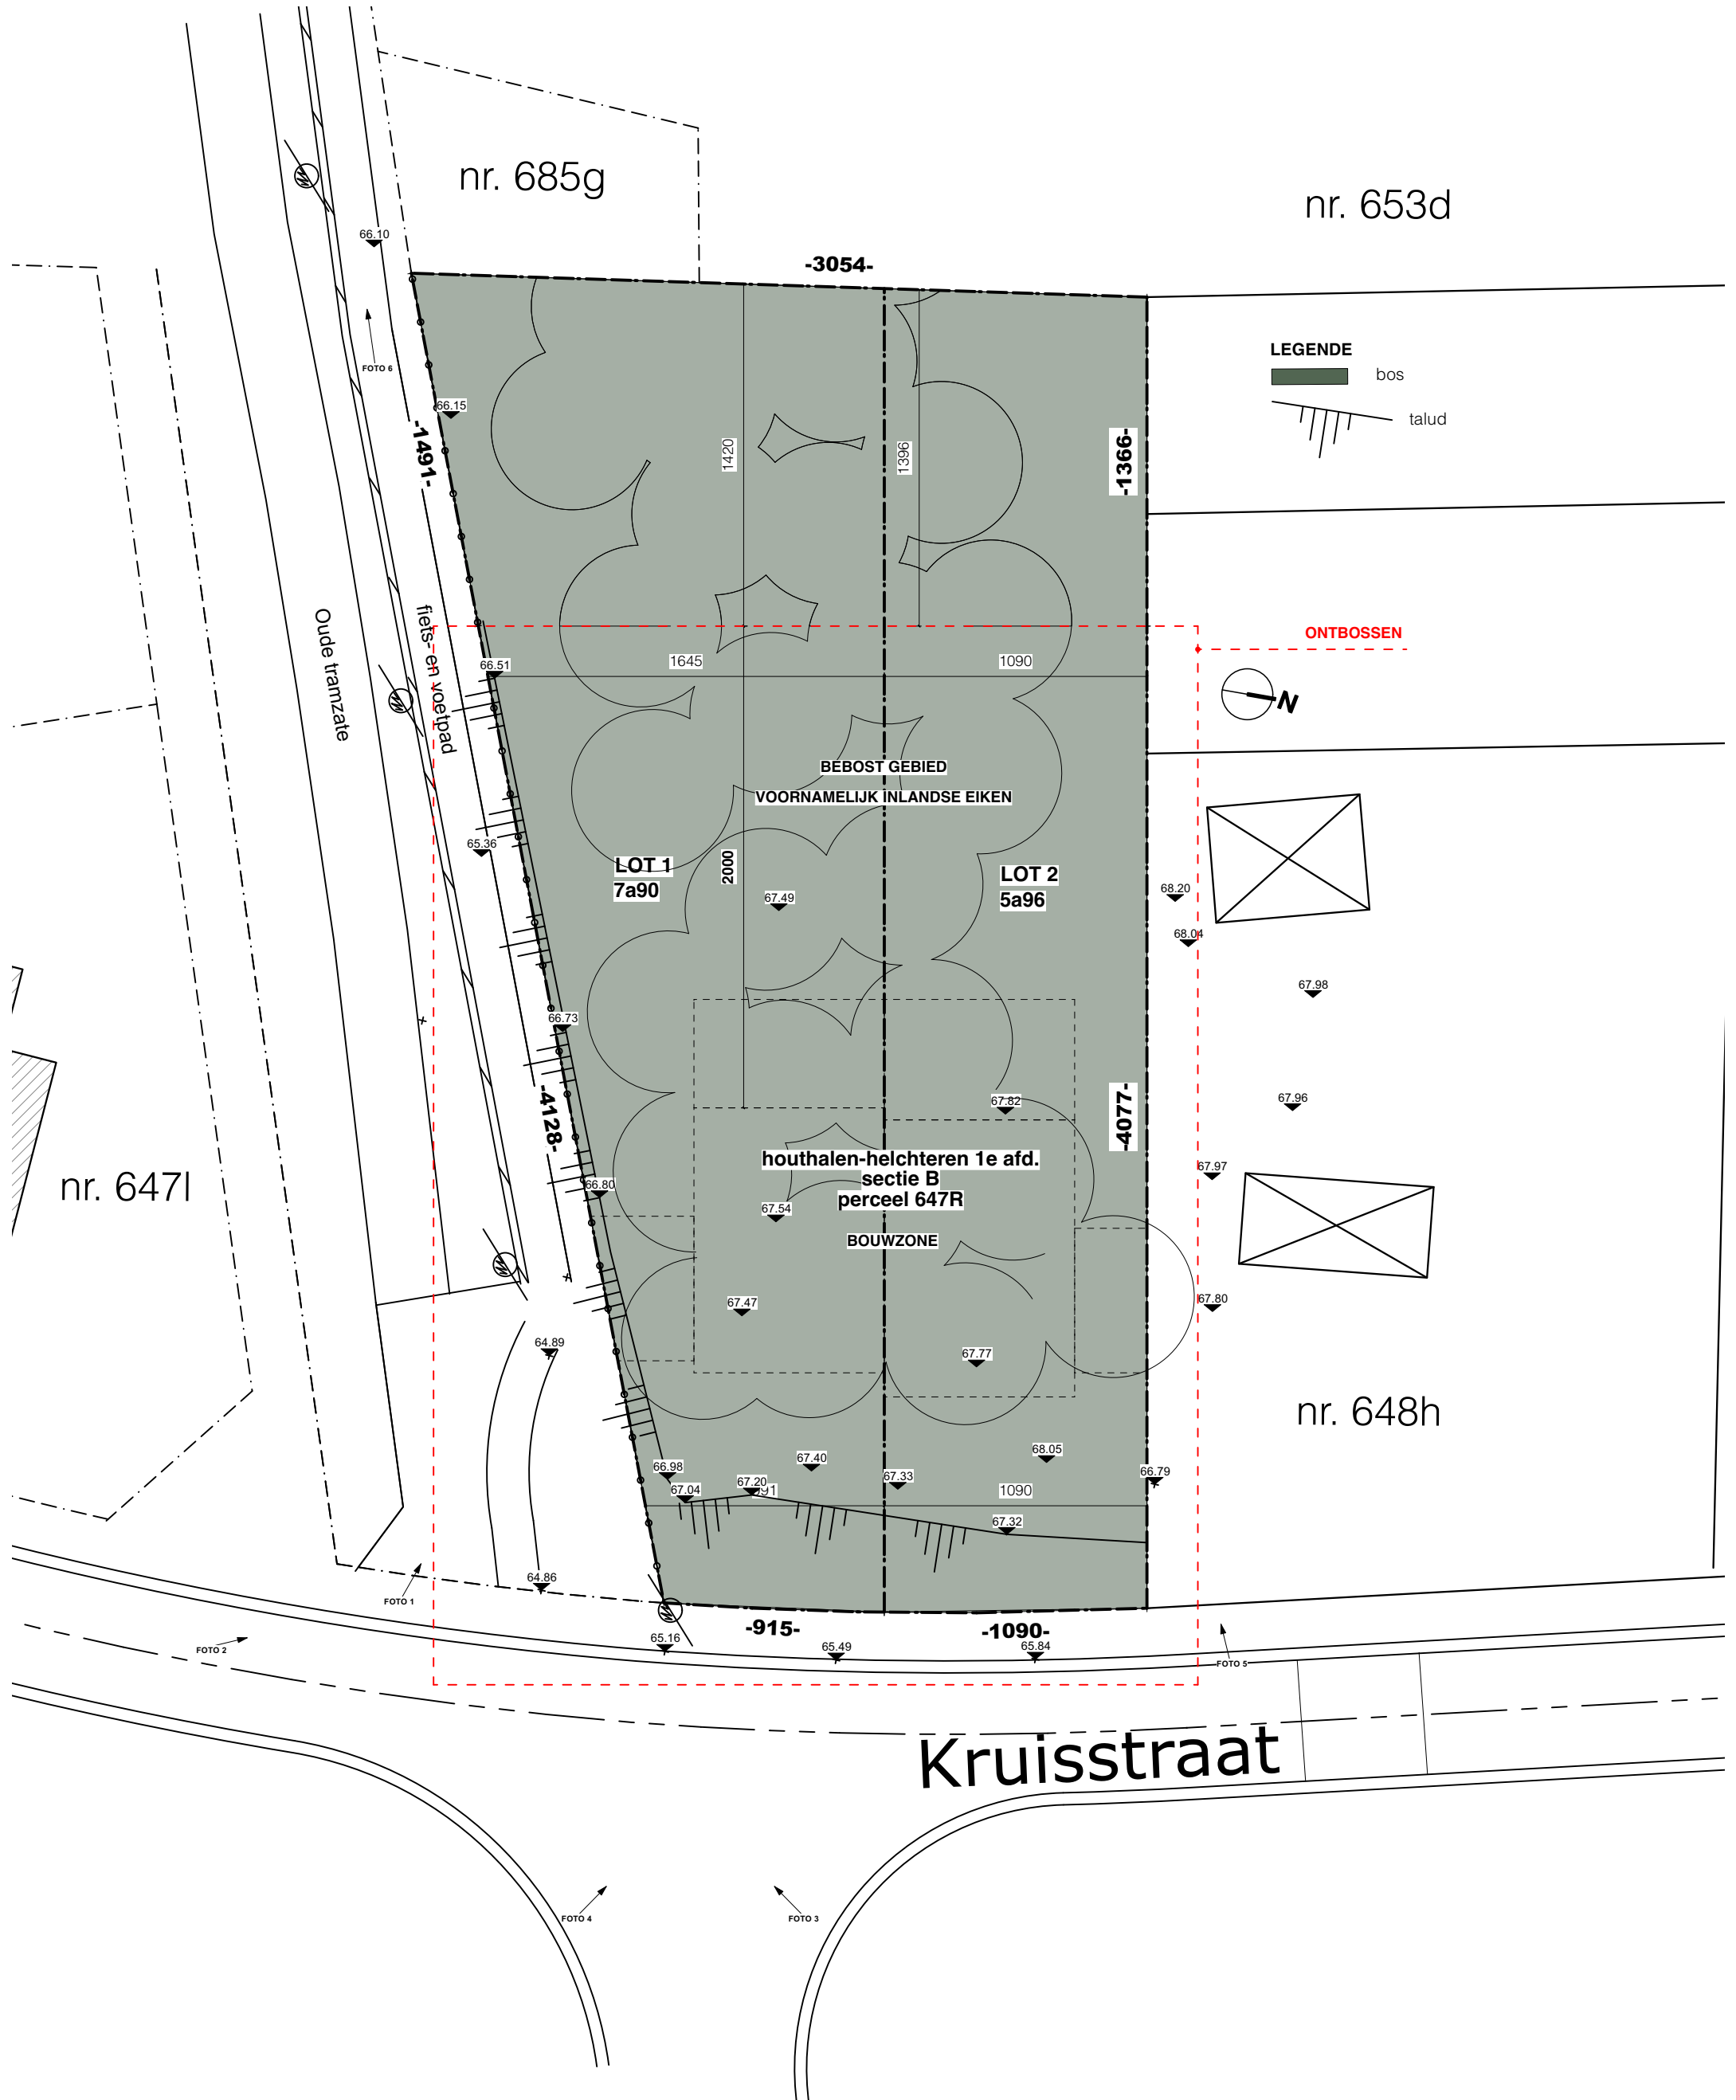 nr. 685g
nr. 653d
66.10
-3054-
FOTO 6
LEGENDE
bos
talud
66.15
-1491-
1420
1396
-1366-
Oude tramzate
fiets- en voetpad
ONTBOSSEN
66.51
1645
1090
N
BEBOST GEBIED
VOORNAMELIJK INLANDSE EIKEN
65.36
LOT 1
7a90
2000
LOT 2
5a96
67.49
68.20
68.04
67.98
66.73
-4128-
67.82
-4077-
67.96
houthalen-helchteren 1e afd.
sectie B
perceel 647R
nr. 647l
66.80
67.97
67.54
BOUWZONE
67.47
67.80
64.89
67.77
nr. 648h
68.05
67.40
66.98
67.20
67.33
66.79
67.04
91
1090
67.32
64.86
FOTO 1
-915-
-1090-
FOTO 2
65.16
65.49
65.84
FOTO 5
Kruisstraat
FOTO 4
FOTO 3